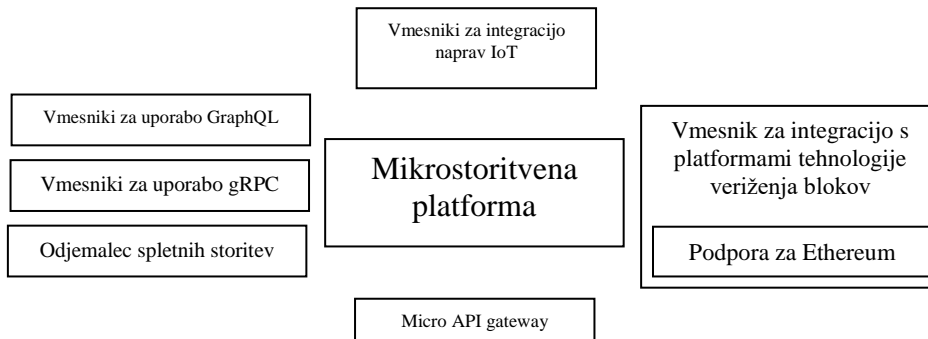 Vmesniki za integracijo
naprav IoT
Vmesniki za uporabo GraphQL
Vmesniki za uporabo gRPC
Odjemalec spletnih storitev
Mikrostoritvena
platforma
Vmesnik za integracijo s
platformami tehnologije
veriženja blokov
Podpora za Ethereum
Micro API gateway